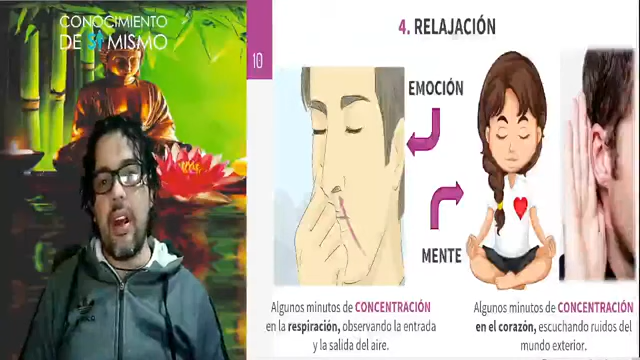 CONOCIMIENTO
DE SÍ MISMO
10
4. RELAJACIÓN
EMOCIÓN
MENTE
Algunos minutos de CONCENTRACIÓN
en la respiración, observando la entrada
y la salida del aire.
Algunos minutos de CONCENTRACIÓN
en el corazón, escuchando ruidos del
mundo exterior.